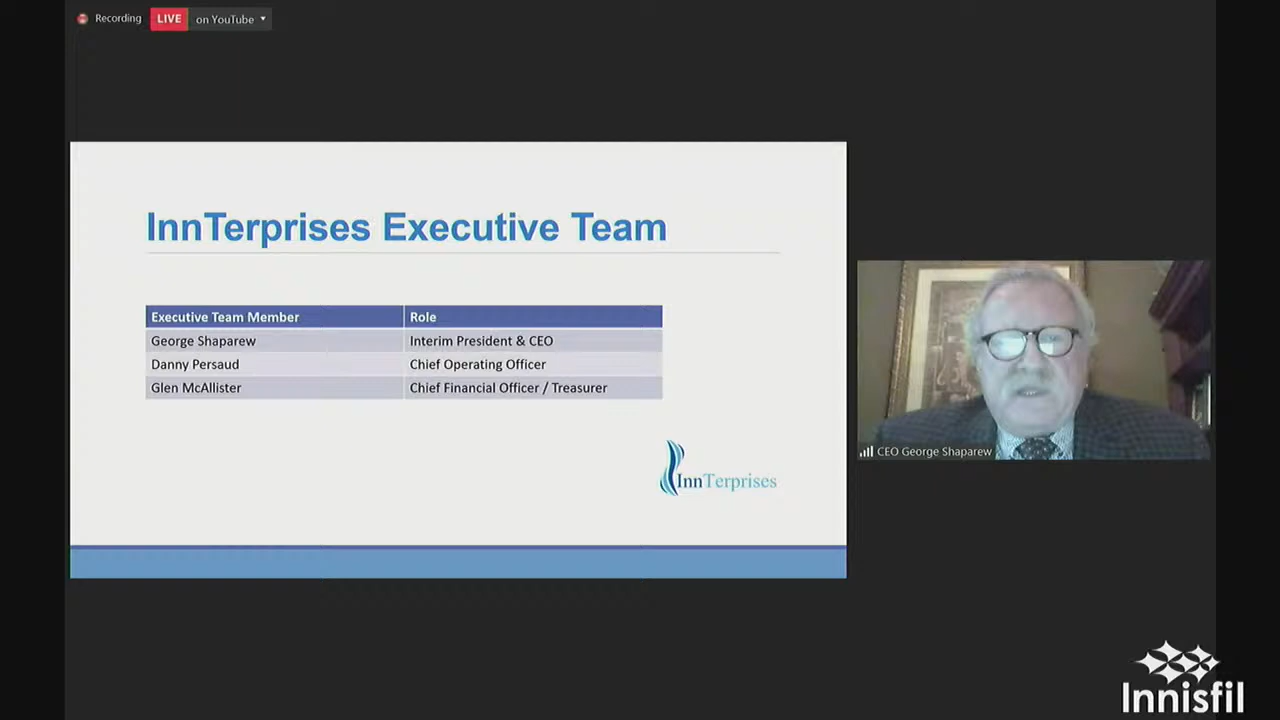 Recording
LIVE on YouTube
InnTerprises Executive Team
Executive Team Member Role
George Shaparew Interim President & CEO
Danny Persaud Chief Operating Officer
Glen McAllister Chief Financial Officer / Treasurer
InnTerprises
CEO George Shaparew
Innisfil